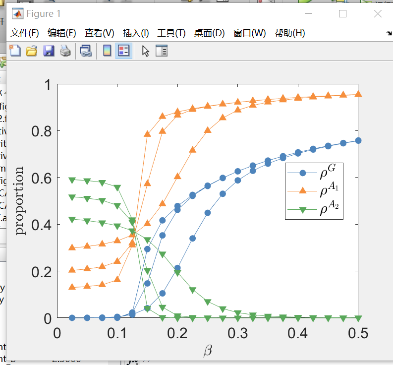 Figure 1
文件(F) 编辑(E) 查看(V) 插入(I) 工具(T) 桌面(D) 窗口(W) 帮助(H)
1
0.8
0.6
0.4
0.2
0
proportion
ρ^G
ρ^{A_1}
ρ^{A_2}
0 0.1 0.2 0.3 0.4 0.5
β